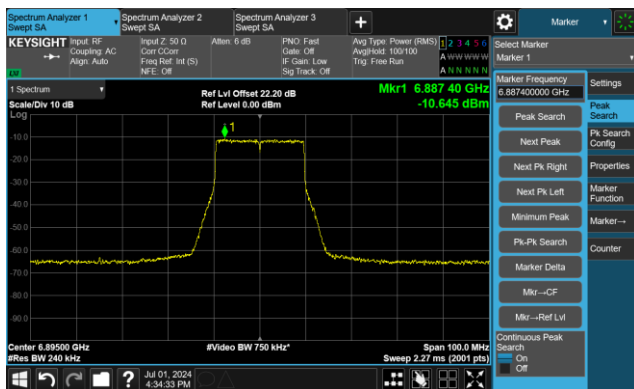 Spectrum Analyzer 1
Swept SA
Spectrum Analyzer 2
Swept SA
Spectrum Analyzer 3
Swept SA
Marker
KEYSIGHT
Input: RF
Coupling: AC
Align: Auto
Input Z: 50 Ω
Corr CCorr
Freq Ref: Int (S)
NFE: Off
Atten: 6 dB
PNO: Fast
Gate: Off
IF Gain: Low
Sig Track: Off
Avg Type: Power (RMS)
Avg|Hold: 100/100
Trig: Free Run
1 2 3 4 5 6
A W W W W W
A N N N N N
Select Marker
Marker 1
1 Spectrum
Scale/Div 10 dB
Log
Ref Lvl Offset 22.20 dB
Ref Level 0.00 dBm
Mkr1 6.887 40 GHz
-10.645 dBm
1
-10.0
-20.0
-30.0
-40.0
-50.0
-60.0
-70.0
-80.0
-90.0
Center 6.89500 GHz
#Res BW 240 kHz
#Video BW 750 kHz*
Span 100.0 MHz
Sweep 2.27 ms (2001 pts)
Marker Frequency
6.887400000 GHz
Peak Search
Next Peak
Next Pk Right
Next Pk Left
Minimum Peak
Pk-Pk Search
Marker Delta
Mkr→CF
Mkr→Ref Lvl
Continuous Peak
Search
On
Off
Settings
Peak
Search
Pk Search
Config
Properties
Marker
Function
Marker→
Counter
?
Jul 01, 2024
4:34:33 PM